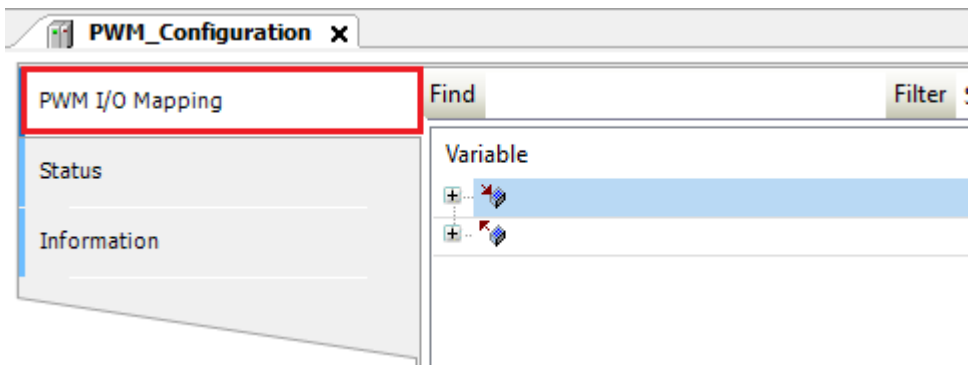 PWM_Configuration
PWM I/O Mapping
Find
Filter
Variable
Status
Information